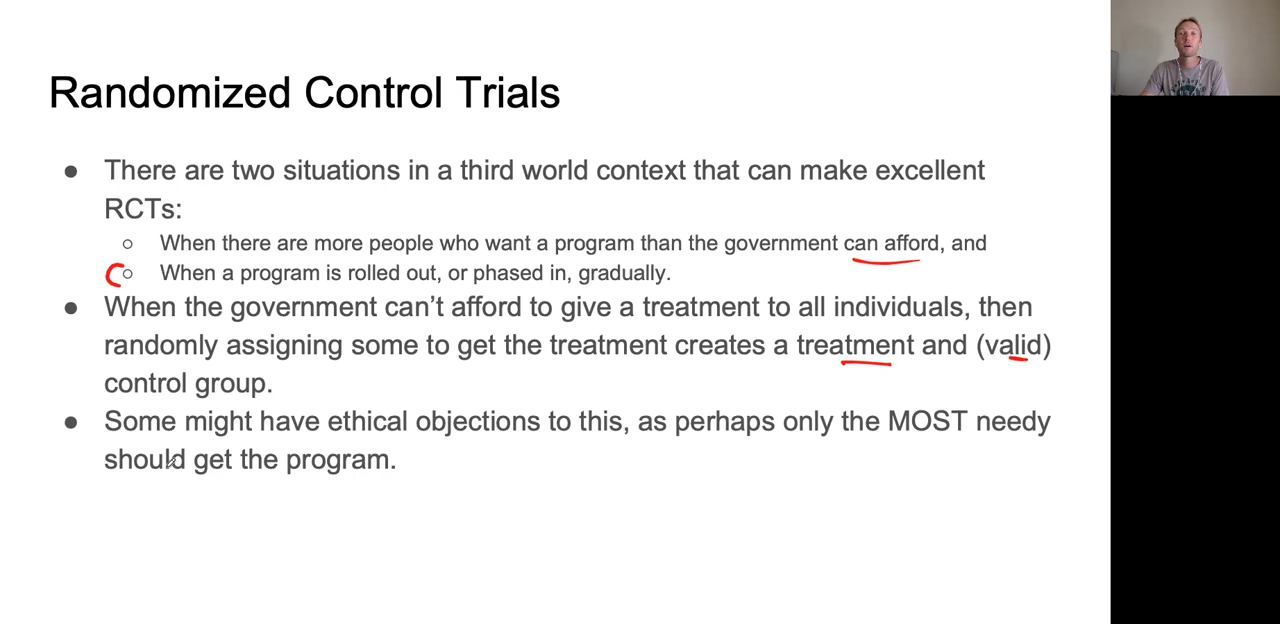 Randomized Control Trials
● There are two situations in a third world context that can make excellent
RCTs:
○ When there are more people who want a program than the government can afford, and
○ When a program is rolled out, or phased in, gradually.
● When the government can’t afford to give a treatment to all individuals, then
randomly assigning some to get the treatment creates a treatment and (valid)
control group.
● Some might have ethical objections to this, as perhaps only the MOST needy
should get the program.